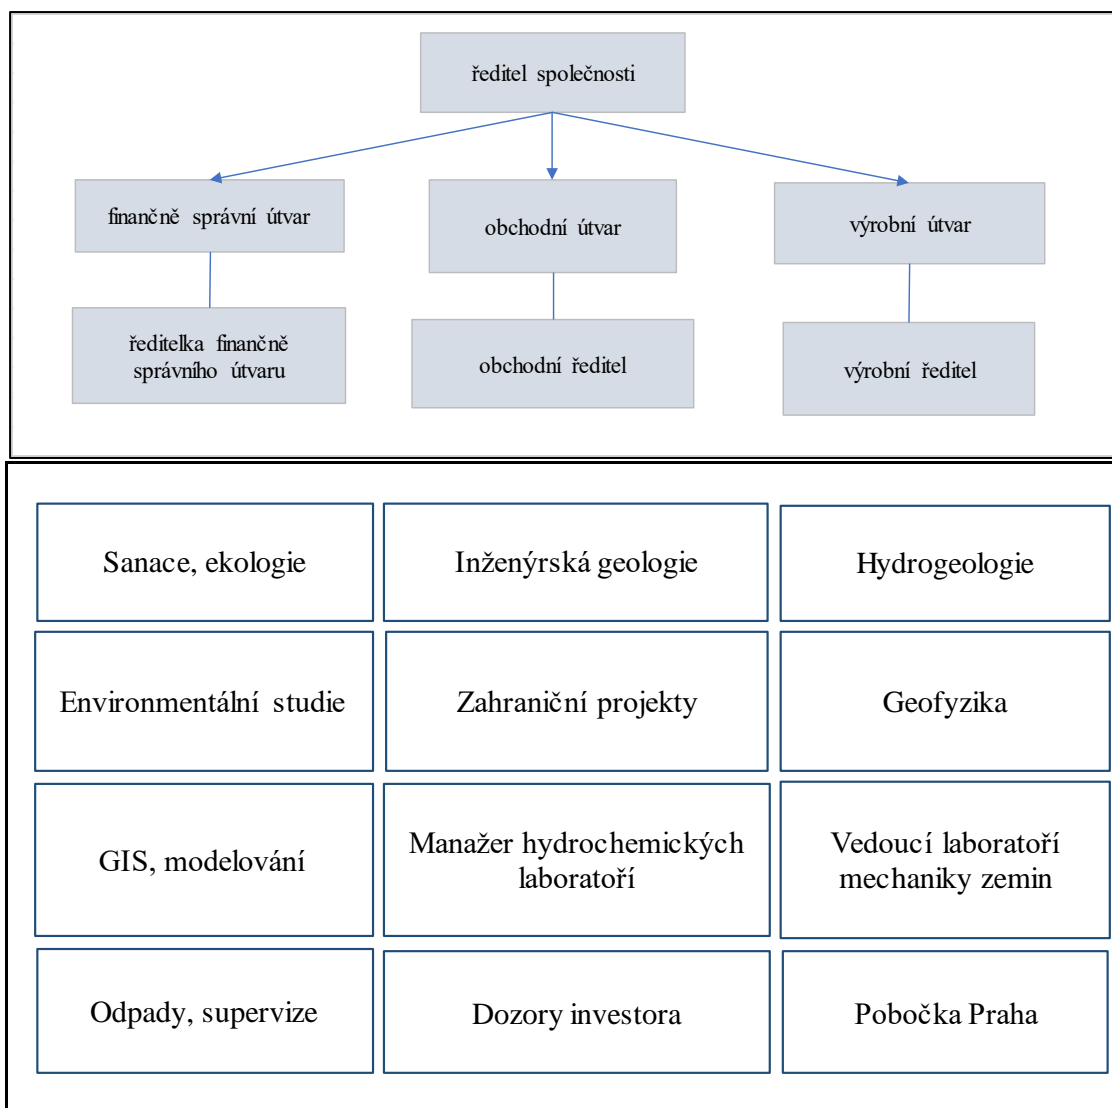 ředitel společnosti
finančně správní útvar
obchodní útvar
výrobní útvar
ředitelka finančně
správního útvaru
obchodní ředitel
výrobní ředitel
Sanace, ekologie
Inženýrská geologie
Hydrogeologie
Environmentální studie
Zahraniční projekty
Geofyzika
GIS, modelování
Manažer hydrochemických
laboratoří
Vedoucí laboratoří
mechaniky zemin
Odpady, supervize
Dozory investora
Pobočka Praha